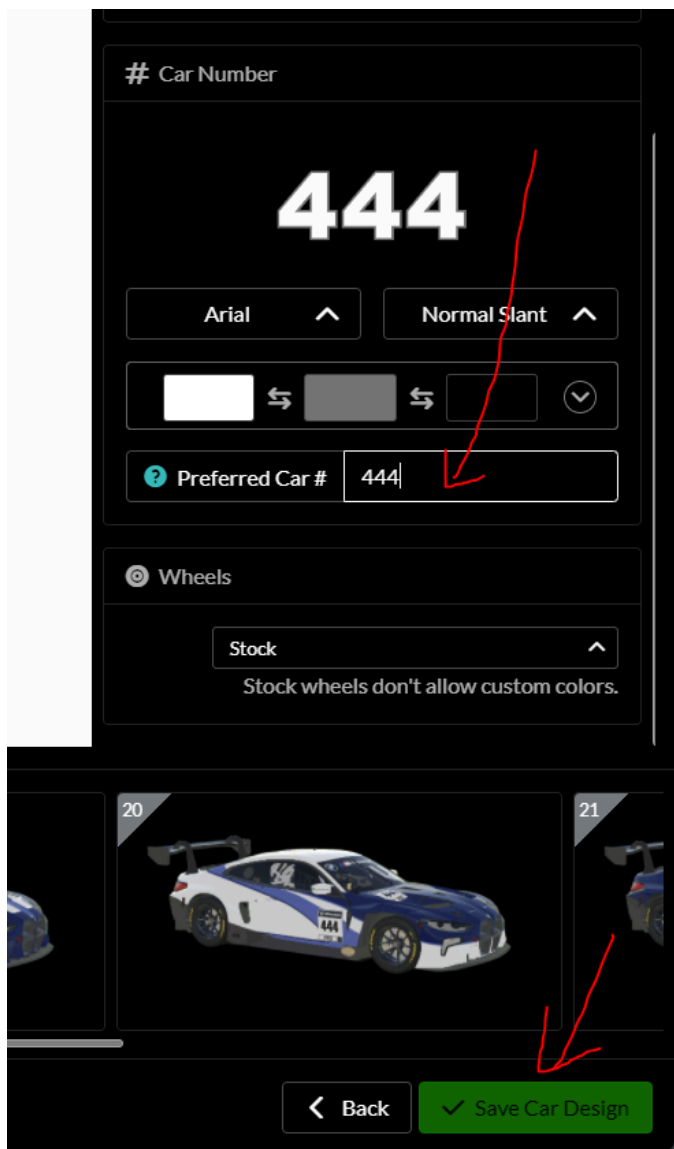 # Car Number
444
Arial
Normal Slant
? Preferred Car # 444
Wheels
Stock
Stock wheels don't allow custom colors.
20
21
444
Back
Save Car Design